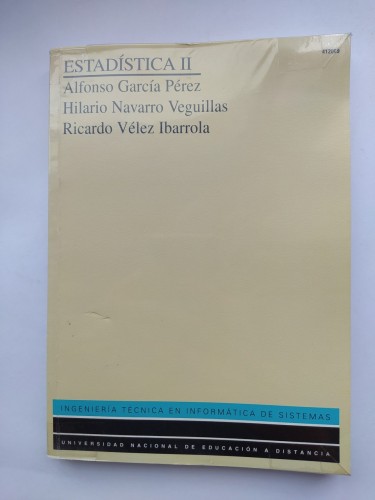 ESTADÍSTICA II
Alfonso García Pérez
Hilario Navarro Veguillas
Ricardo Vélez Ibarrola
INGENIERÍA TÉCNICA EN INFORMÁTICA DE SISTEMAS
UNIVERSIDAD NACIONAL DE EDUCACIÓN A DISTANCIA